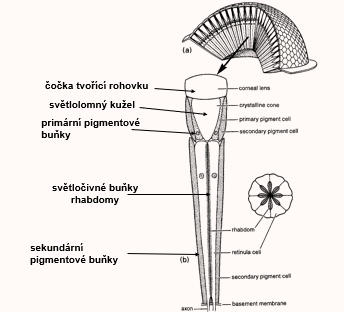 (a)
čočka tvořící rohovku
corneal lens
světlolomný kužel
crystalline cone
primární pigmentové
buňky
primary pigment cell
secondary pigment cell
světločivné buňky
rhabdomy
rhabdom
retinula cell
sekundární
pigmentové buňky
(b)
secondary pigment cell
basement membrane
axon